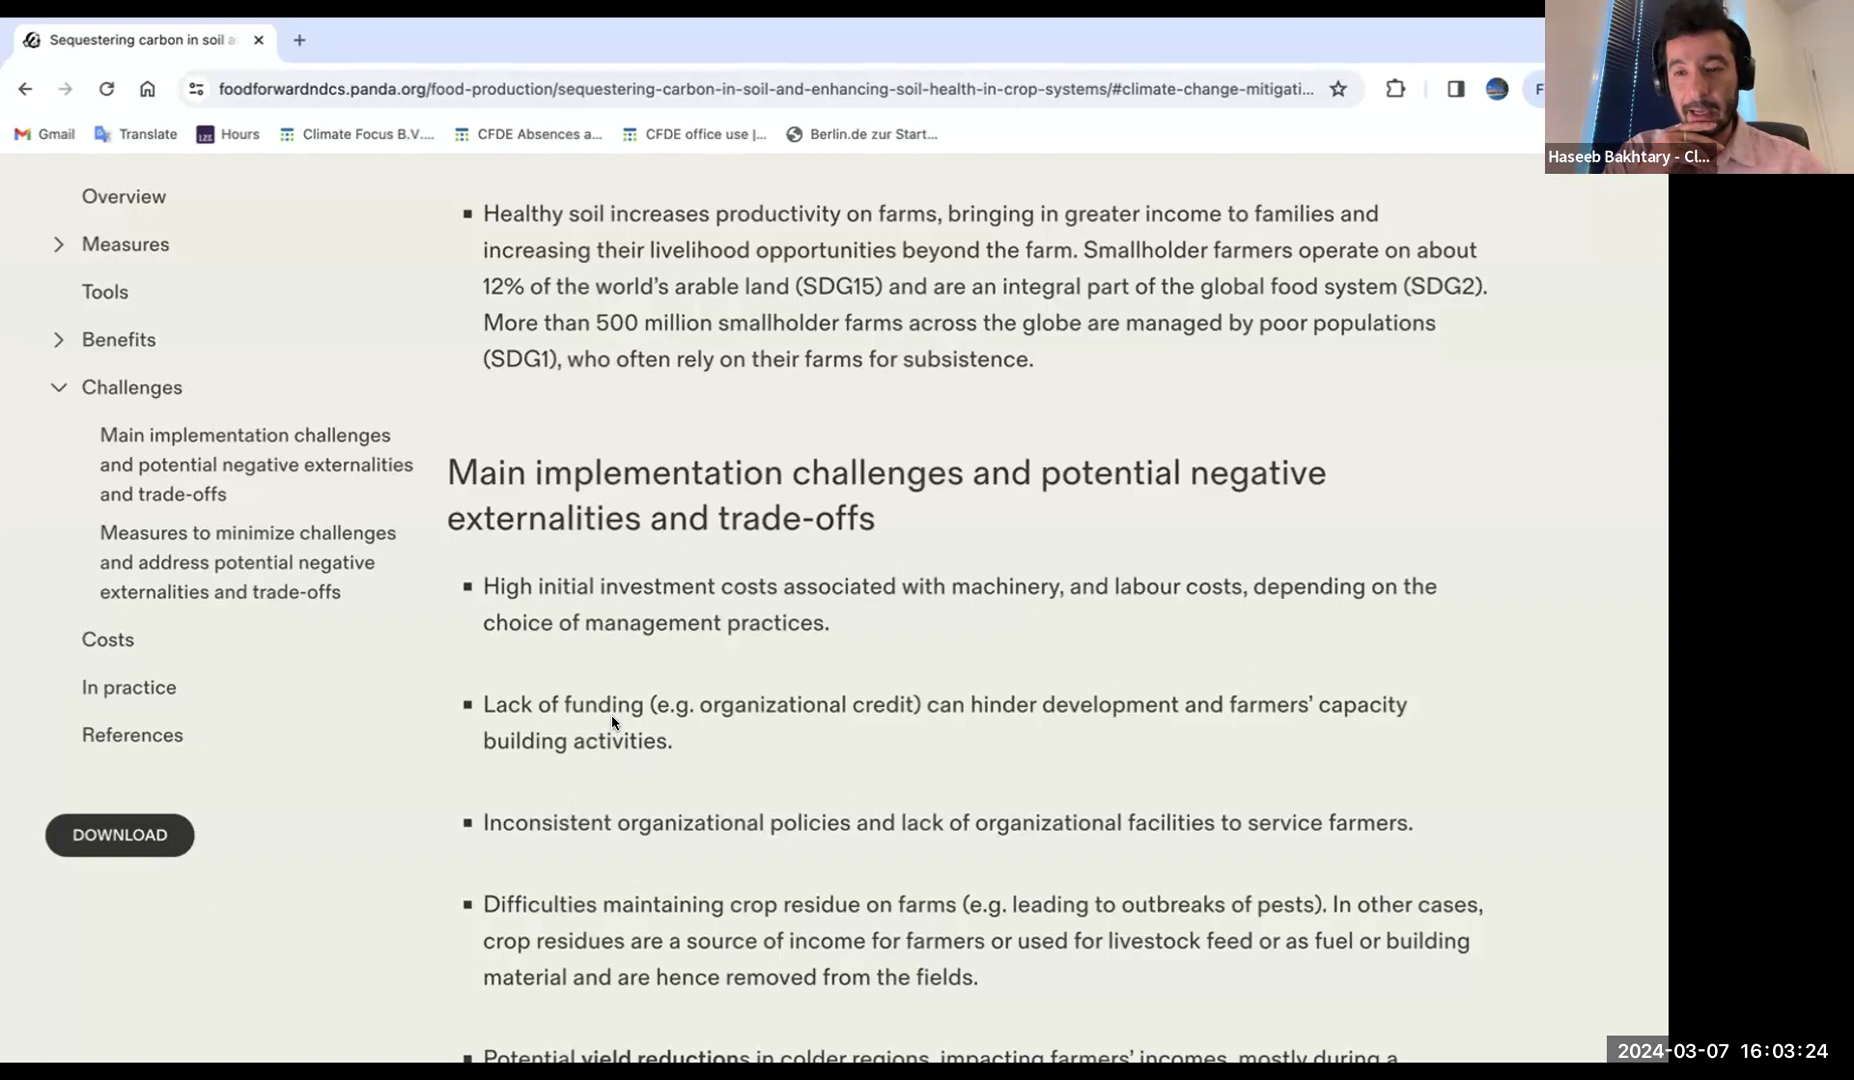 Sequestering carbon in soil a
foodforwardndcs.panda.org/food-production/sequestering-carbon-in-soil-and-enhancing-soil-health-in-crop-systems/#climate-change-mitigati...
F
Gmail
Translate
Hours
Climate Focus B.V....
CFDE Absences a...
CFDE office use |...
Berlin.de zur Start...
Haseeb Bakhtary - Cl...
Overview
Measures
Tools
Benefits
Challenges
Main implementation challenges
and potential negative externalities
and trade-offs
Measures to minimize challenges
and address potential negative
externalities and trade-offs
Costs
In practice
References
DOWNLOAD
Healthy soil increases productivity on farms, bringing in greater income to families and
increasing their livelihood opportunities beyond the farm. Smallholder farmers operate on about
12% of the world’s arable land (SDG15) and are an integral part of the global food system (SDG2).
More than 500 million smallholder farms across the globe are managed by poor populations
(SDG1), who often rely on their farms for subsistence.
Main implementation challenges and potential negative
externalities and trade-offs
High initial investment costs associated with machinery, and labour costs, depending on the
choice of management practices.
Lack of funding (e.g. organizational credit) can hinder development and farmers’ capacity
building activities.
Inconsistent organizational policies and lack of organizational facilities to service farmers.
Difficulties maintaining crop residue on farms (e.g. leading to outbreaks of pests). In other cases,
crop residues are a source of income for farmers or used for livestock feed or as fuel or building
material and are hence removed from the fields.
Potential yield reductions in colder regions, impacting farmers’ incomes, mostly during a
2024-03-07 16:03:24